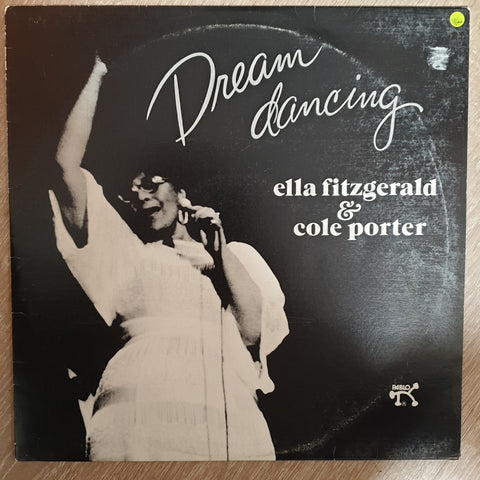 Dream
dancing
ella fitzgerald
&
cole porter
PABLO
®